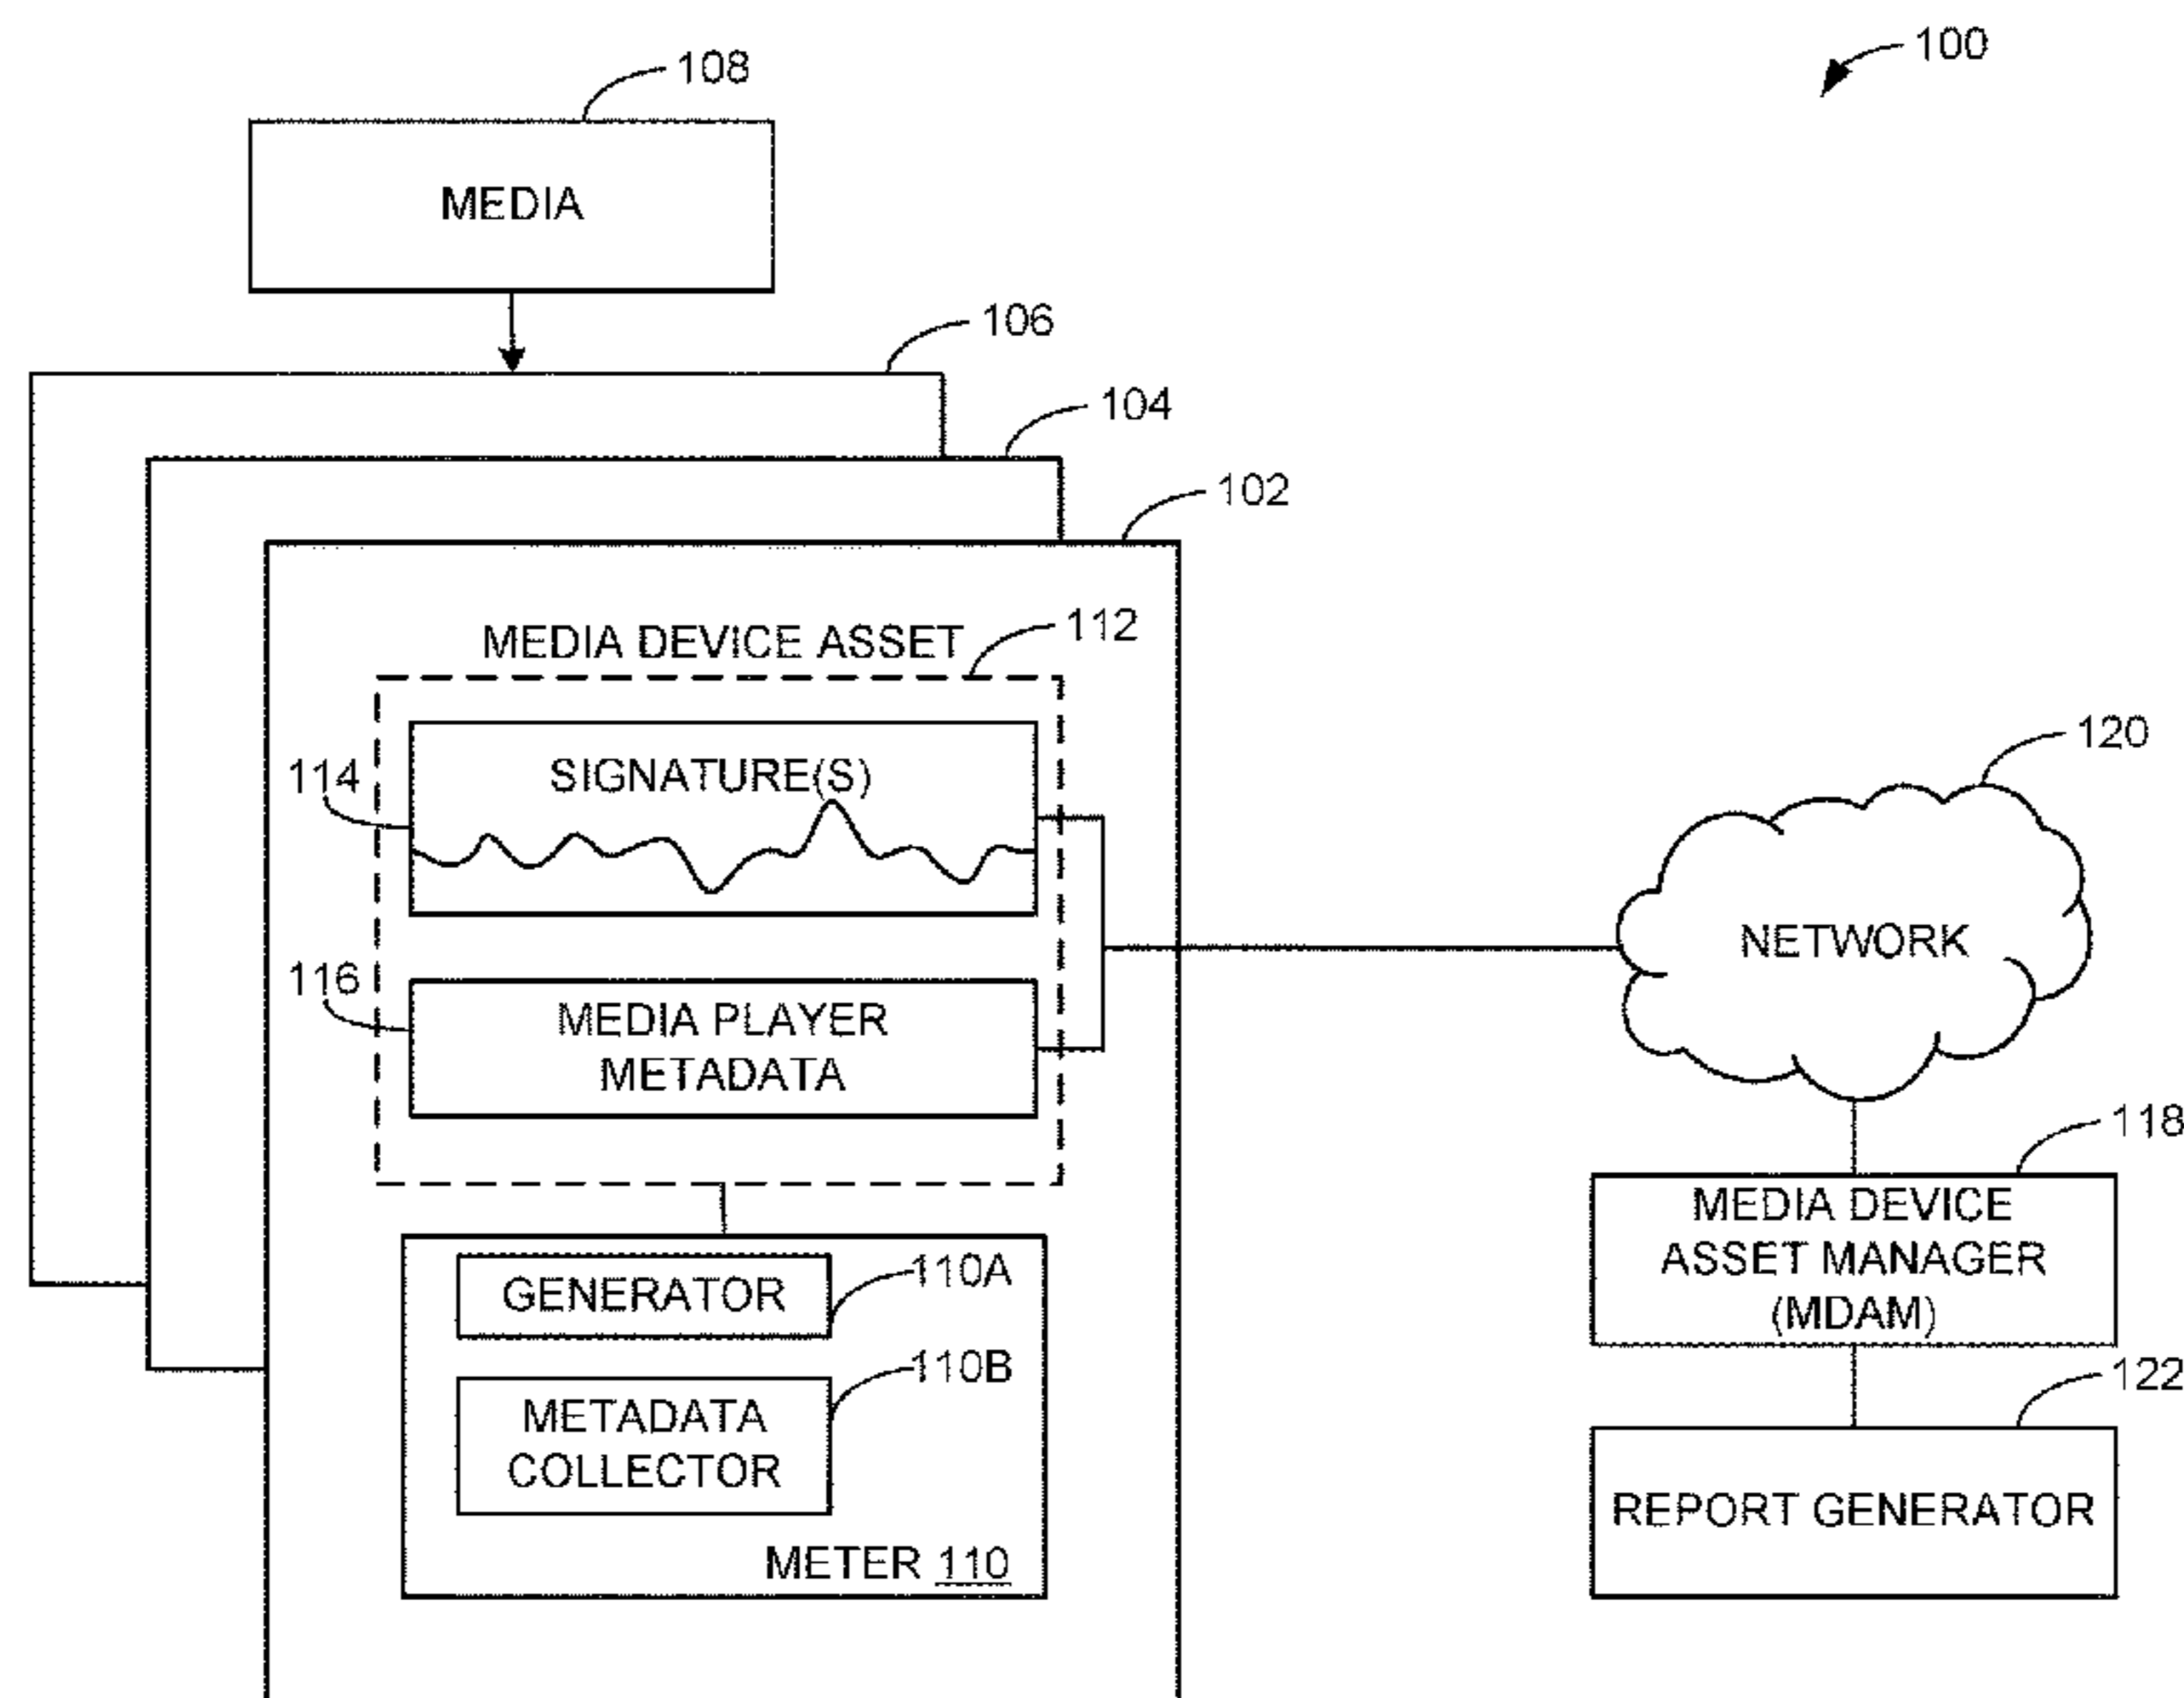 100
108
MEDIA
106
104
102
MEDIA DEVICE ASSET
112
114
SIGNATURE(S)
116
MEDIA PLAYER
METADATA
120
NETWORK
GENERATOR
110A
METADATA
COLLECTOR
110B
METER 110
118
MEDIA DEVICE
ASSET MANAGER
(MDAM)
122
REPORT GENERATOR